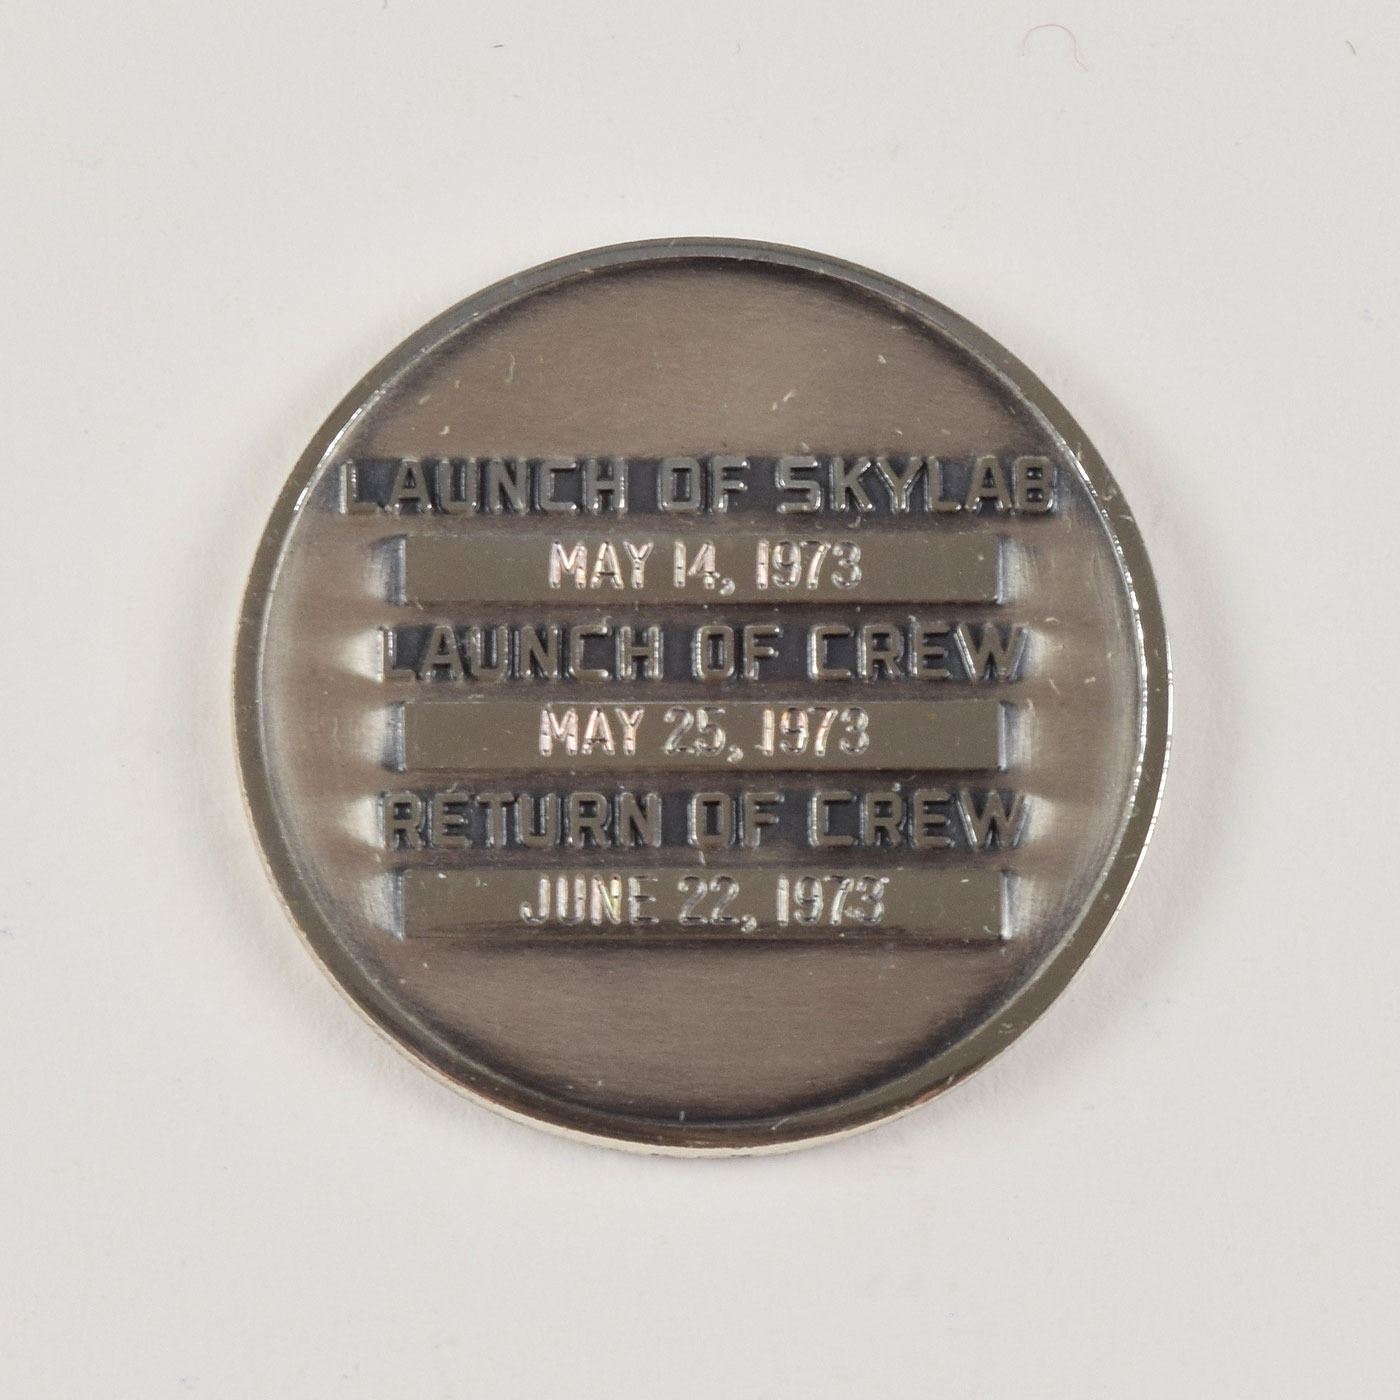 LAUNCH OF SKYLAB
MAY 14, 1973
LAUNCH OF CREW
MAY 25, 1973
RETURN OF CREW
JUNE 22, 1973